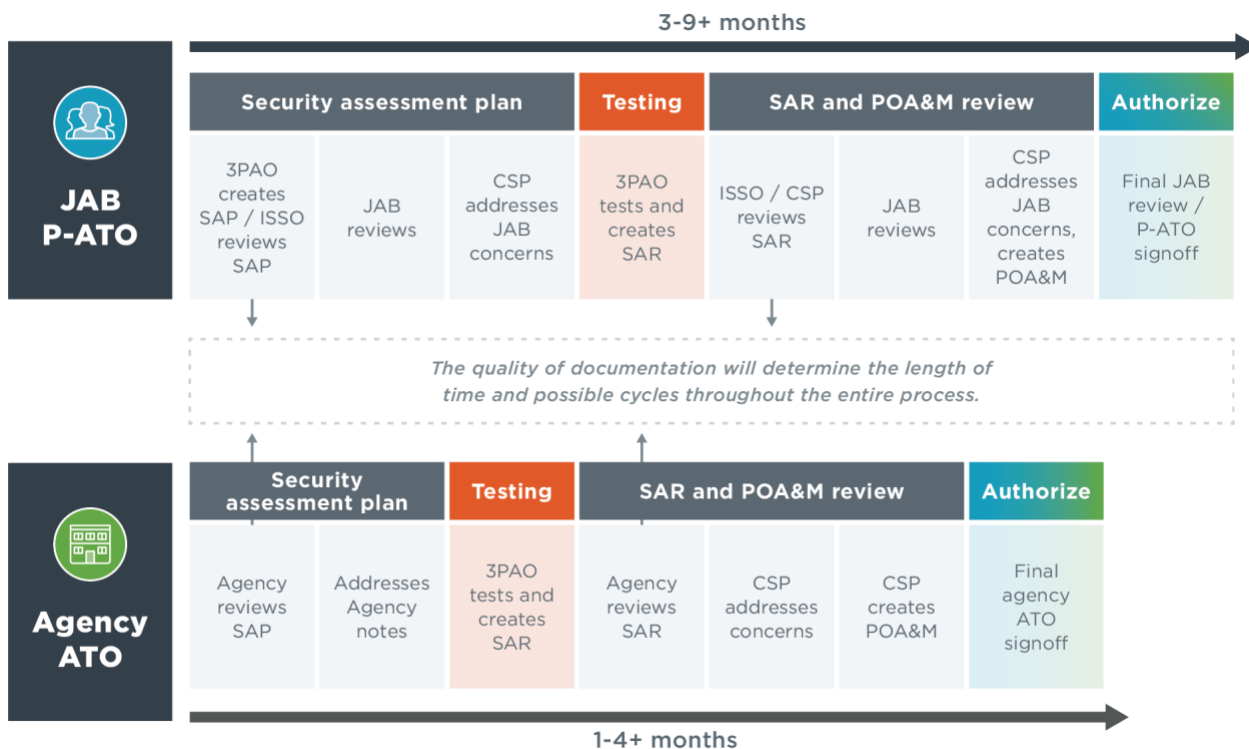 3-9+ months
JAB
P-ATO
Security assessment plan
Testing
SAR and POA&M review
Authorize
3PAO
creates
SAP / ISSO
reviews
SAP
JAB
reviews
CSP
addresses
JAB
concerns
3PAO
tests and
creates
SAR
ISSO / CSP
reviews
SAR
JAB
reviews
CSP
addresses
JAB
concerns,
creates
POA&M
Final JAB
review /
P-ATO
signoff
The quality of documentation will determine the length of
time and possible cycles throughout the entire process.
Agency
ATO
Security
assessment plan
Testing
SAR and POA&M review
Authorize
Agency
reviews
SAP
Addresses
Agency
notes
3PAO
tests and
creates
SAR
Agency
reviews
SAR
CSP
addresses
concerns
CSP
creates
POA&M
Final
agency
ATO
signoff
1-4+ months